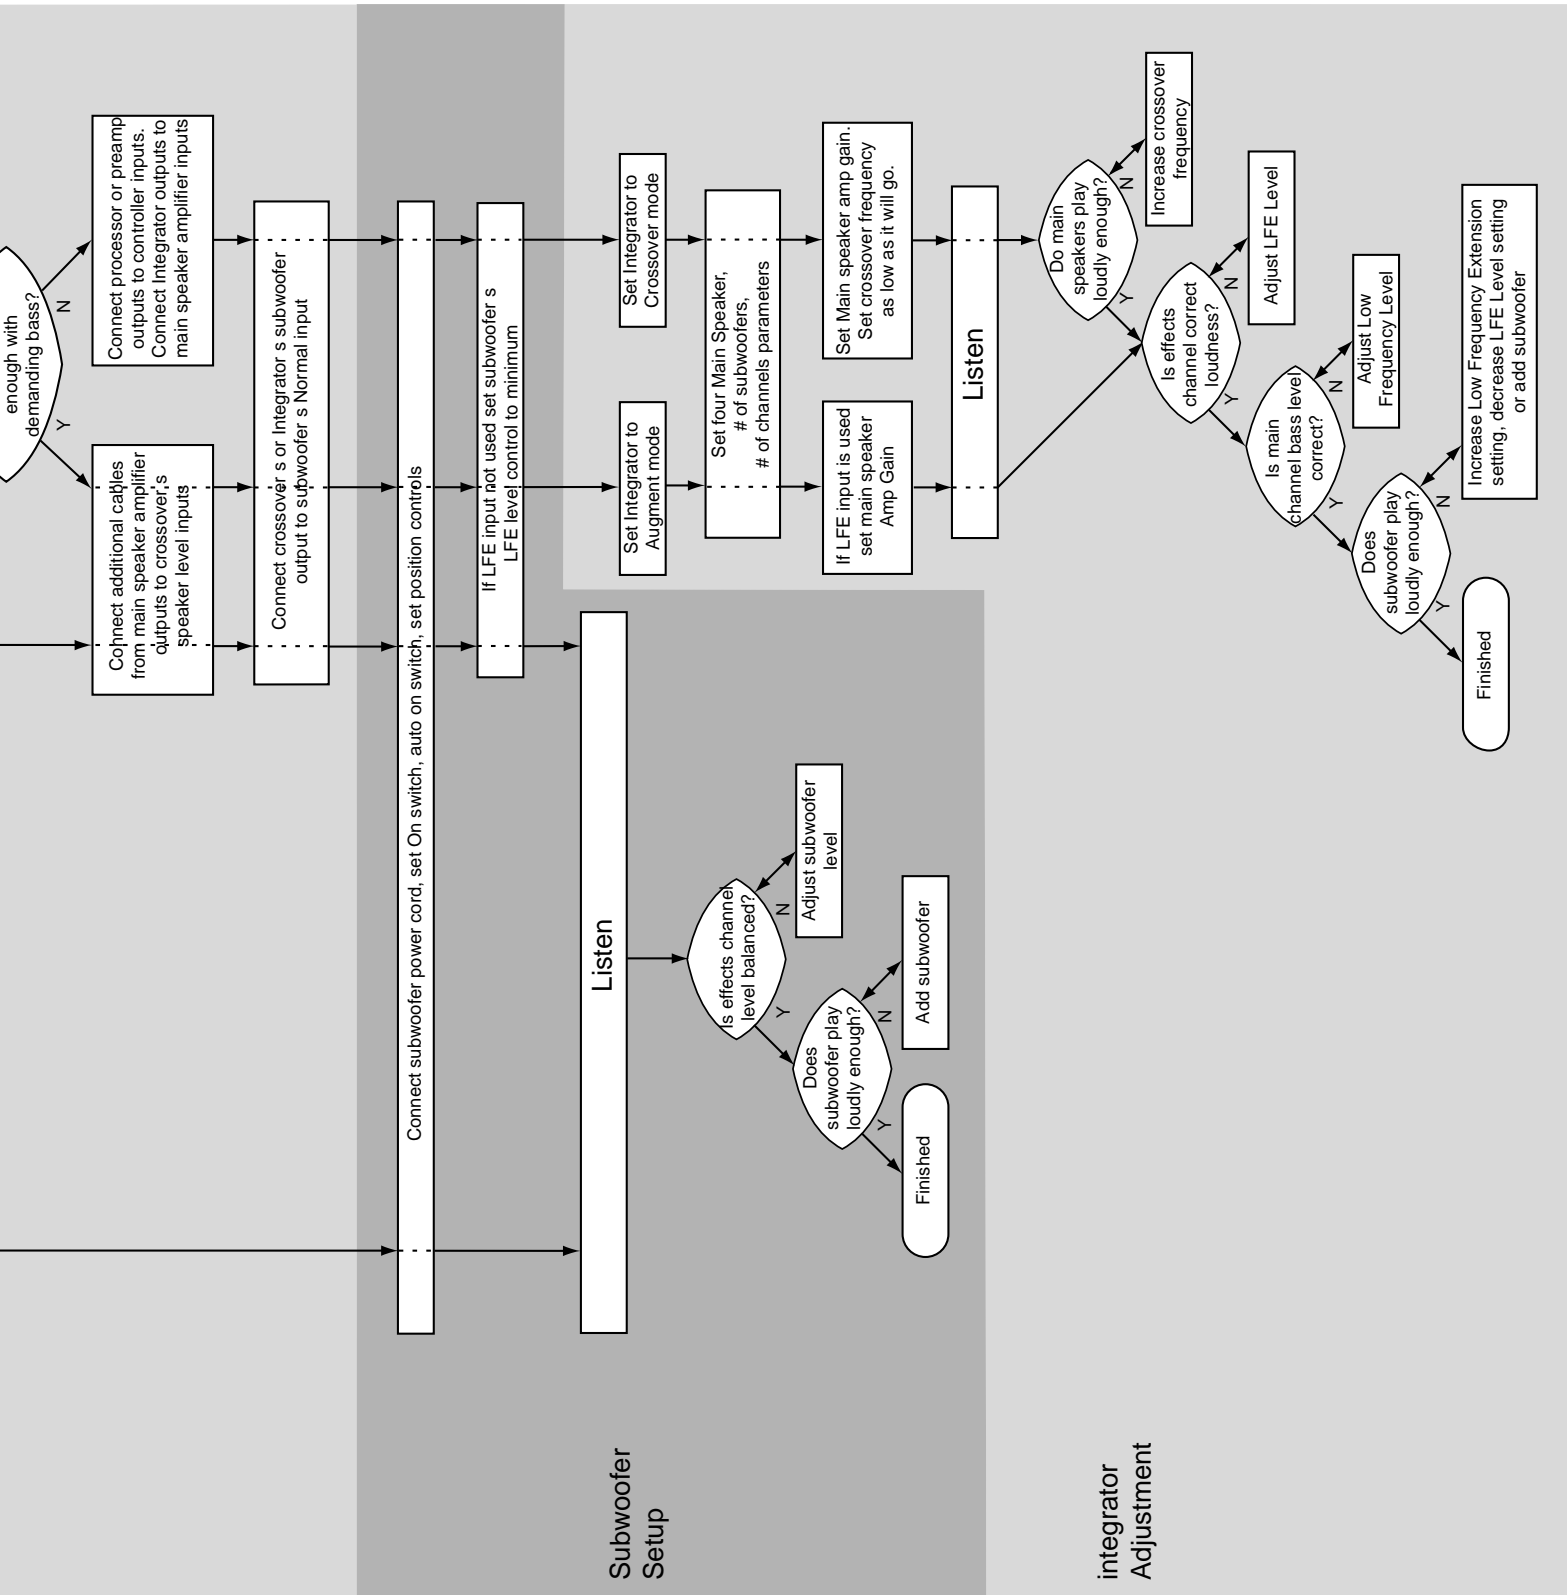 enough with
demanding bass?
Y
N
Connect additional cables
from main speaker amplifier
outputs to crossover s
speaker level inputs
Connect processor or preamp
outputs to controller inputs.
Connect Integrator outputs to
main speaker amplifier inputs
Connect crossover s or Integrator s subwoofer
output to subwoofer s Normal input
Connect subwoofer power cord, set On switch, auto on switch, set position controls
If LFE input not used set subwoofer s
LFE level control to minimum
Subwoofer
Setup
Listen
Is effects channel
level balanced?
Y
N
Adjust subwoofer
level
Does
subwoofer play
loudly enough?
Y
N
Finished
Add subwoofer
Set Integrator to
Augment mode
Set Integrator to
Crossover mode
Set four Main Speaker,
# of subwoofers,
# of channels parameters
If LFE input is used
set main speaker
Amp Gain
Set Main speaker amp gain.
Set crossover frequency
as low as it will go.
Listen
integrator
Adjustment
Do main
speakers play
loudly enough?
Y
N
Increase crossover
frequency
Is effects
channel correct
loudness?
Y
N
Adjust LFE Level
Is main
channel bass level
correct?
Y
N
Adjust Low
Frequency Level
Does
subwoofer play
loudly enough?
Y
N
Finished
Increase Low Frequency Extension
setting, decrease LFE Level setting
or add subwoofer